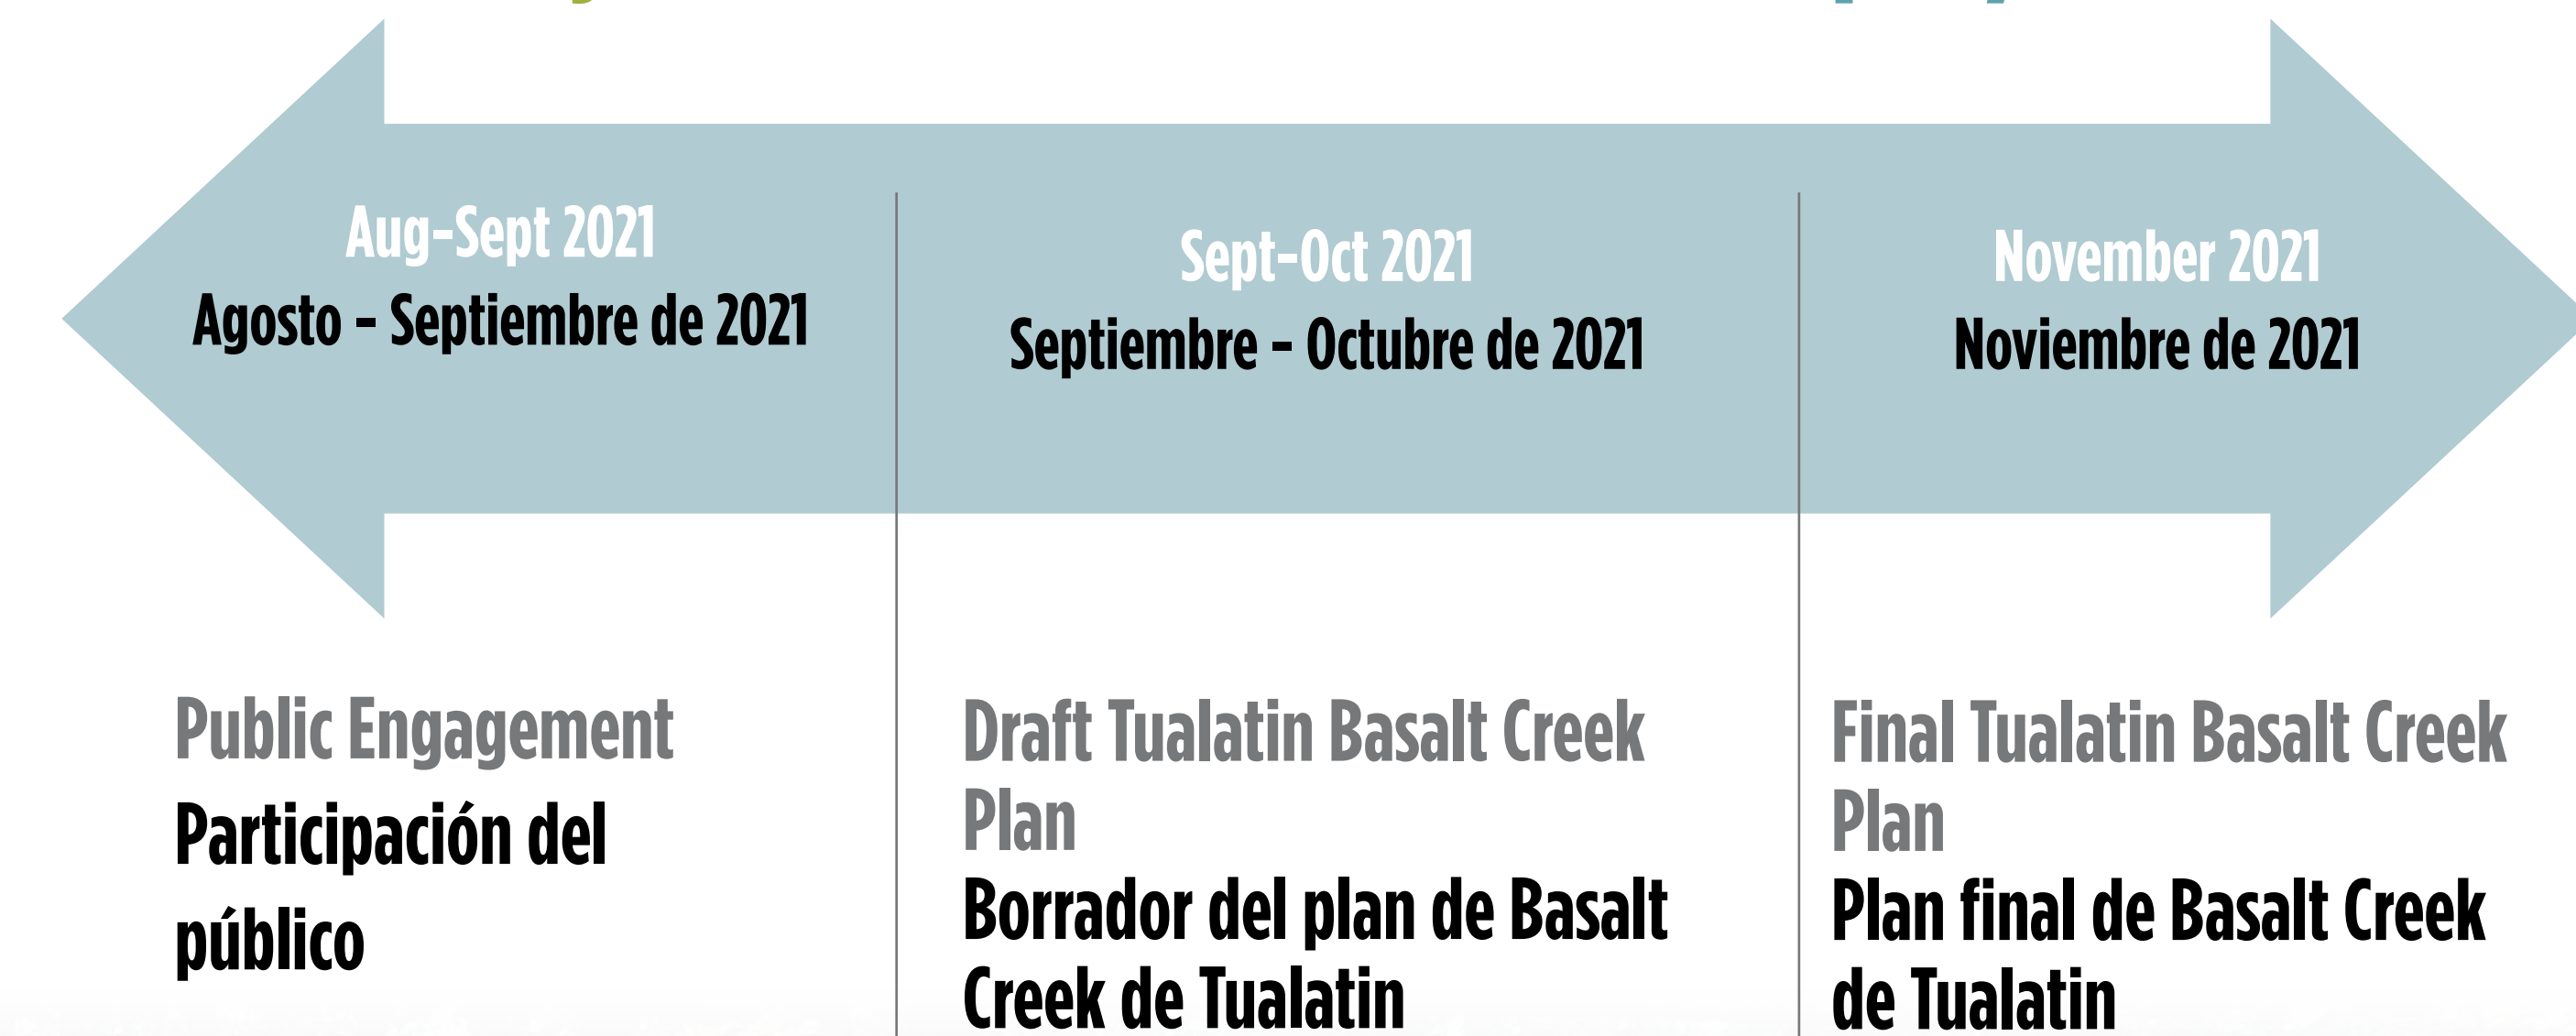 Aug-Sept 2021
Agosto - Septiembre de 2021
Sept-Oct 2021
Septiembre - Octubre de 2021
November 2021
Noviembre de 2021
Public Engagement
Participación del
público
Draft Tualatin Basalt Creek
Plan
Borrador del plan de Basalt
Creek de Tualatin
Final Tualatin Basalt Creek
Plan
Plan final de Basalt Creek
de Tualatin